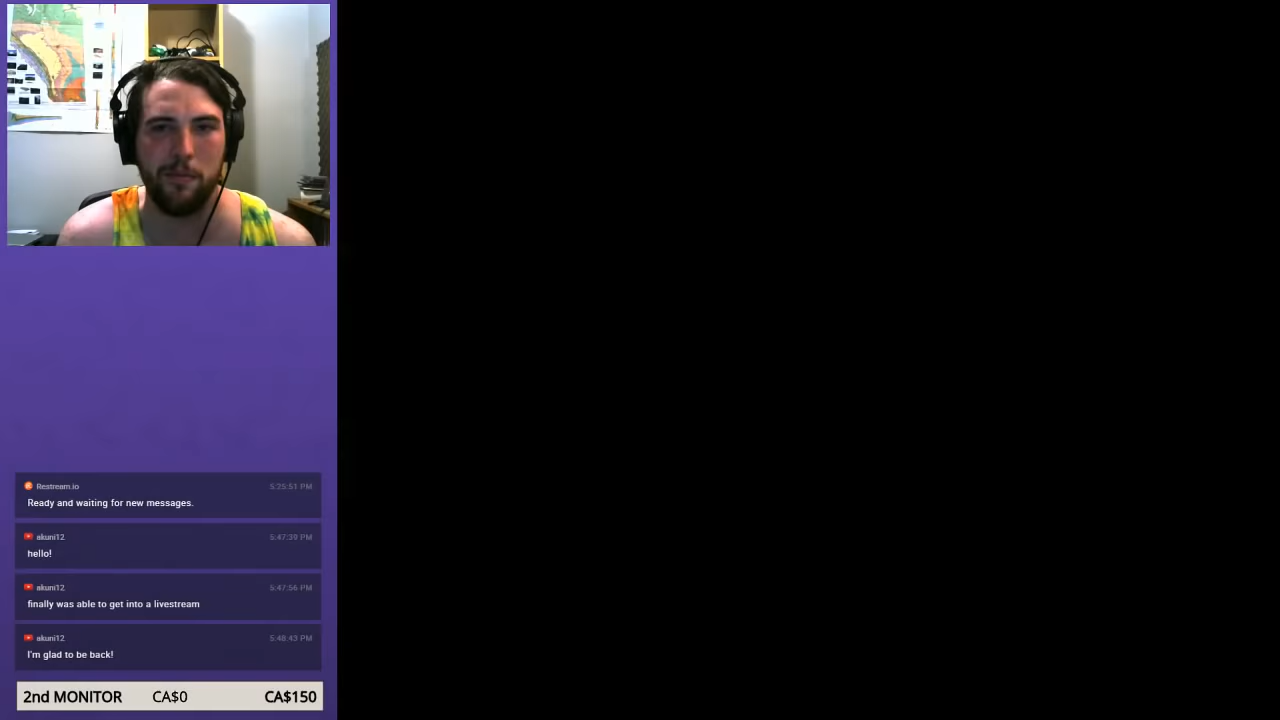 Restream.io 5:25:51 PM
Ready and waiting for new messages.
akuni12 5:47:39 PM
hello!
akuni12 5:47:56 PM
finally was able to get into a livestream
akuni12 5:48:43 PM
I'm glad to be back!
2nd MONITOR CA$0 CA$150